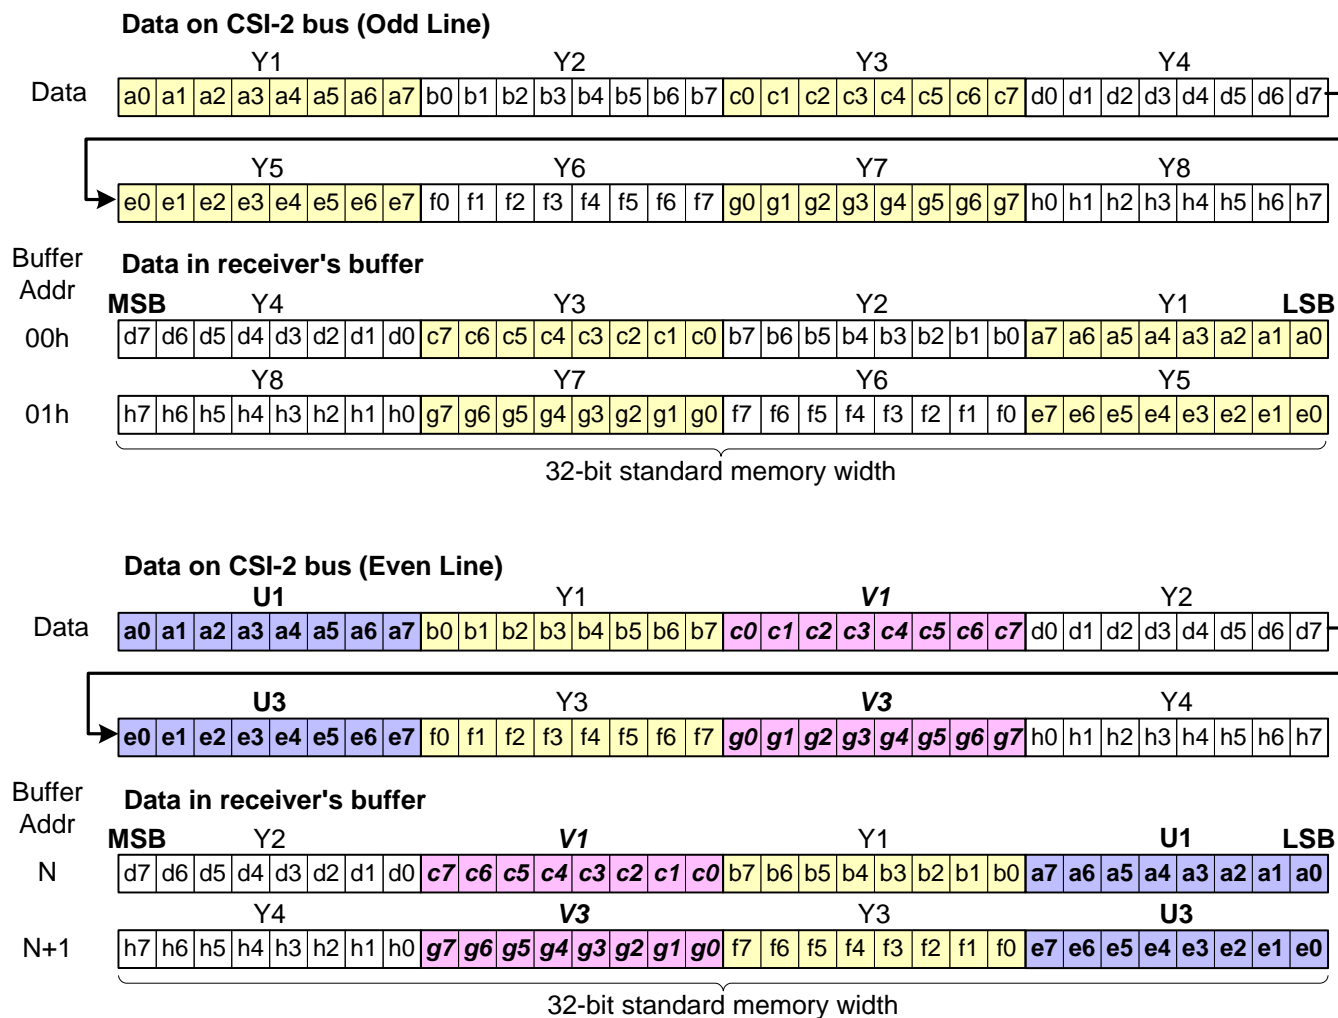 Data on CSI-2 bus (Odd Line)
Y1 Y2 Y3 Y4
Data a0 a1 a2 a3 a4 a5 a6 a7 b0 b1 b2 b3 b4 b5 b6 b7 c0 c1 c2 c3 c4 c5 c6 c7 d0 d1 d2 d3 d4 d5 d6 d7
Y5 Y6 Y7 Y8
e0 e1 e2 e3 e4 e5 e6 e7 f0 f1 f2 f3 f4 f5 f6 f7 g0 g1 g2 g3 g4 g5 g6 g7 h0 h1 h2 h3 h4 h5 h6 h7
Buffer
Addr
Data in receiver's buffer
MSB Y4 Y3 Y2 Y1 LSB
00h d7 d6 d5 d4 d3 d2 d1 d0 c7 c6 c5 c4 c3 c2 c1 c0 b7 b6 b5 b4 b3 b2 b1 b0 a7 a6 a5 a4 a3 a2 a1 a0
Y8 Y7 Y6 Y5
01h h7 h6 h5 h4 h3 h2 h1 h0 g7 g6 g5 g4 g3 g2 g1 g0 f7 f6 f5 f4 f3 f2 f1 f0 e7 e6 e5 e4 e3 e2 e1 e0
32-bit standard memory width
Data on CSI-2 bus (Even Line)
U1 Y1 V1 Y2
Data a0 a1 a2 a3 a4 a5 a6 a7 b0 b1 b2 b3 b4 b5 b6 b7 c0 c1 c2 c3 c4 c5 c6 c7 d0 d1 d2 d3 d4 d5 d6 d7
U3 Y3 V3 Y4
e0 e1 e2 e3 e4 e5 e6 e7 f0 f1 f2 f3 f4 f5 f6 f7 g0 g1 g2 g3 g4 g5 g6 g7 h0 h1 h2 h3 h4 h5 h6 h7
Buffer
Addr
Data in receiver's buffer
MSB Y2 V1 Y1 U1 LSB
N d7 d6 d5 d4 d3 d2 d1 d0 c7 c6 c5 c4 c3 c2 c1 c0 b7 b6 b5 b4 b3 b2 b1 b0 a7 a6 a5 a4 a3 a2 a1 a0
Y4 V3 Y3 U3
N+1 h7 h6 h5 h4 h3 h2 h1 h0 g7 g6 g5 g4 g3 g2 g1 g0 f7 f6 f5 f4 f3 f2 f1 f0 e7 e6 e5 e4 e3 e2 e1 e0
32-bit standard memory width